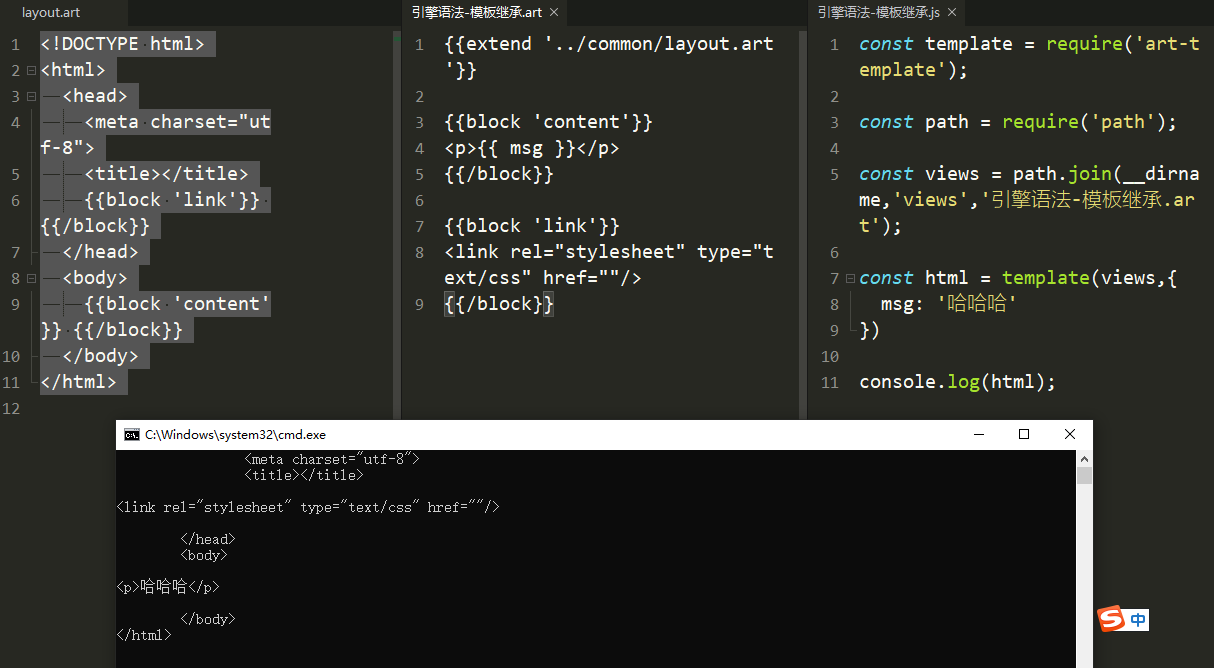 layout.art
1 <!DOCTYPE html>
2 <html>
3 <head>
4 <meta charset="ut
f-8">
5 <title></title>
6 {{block 'link'}}
{{/block}}
7 </head>
8 <body>
9 {{block 'content'
}} {{/block}}
10 </body>
11 </html>
12
引擎语法-模板继承.art ×
1 {{extend '../common/layout.art
'}}
2
3 {{block 'content'}}
4 <p>{{ msg }}</p>
5 {{/block}}
6
7 {{block 'link'}}
8 <link rel="stylesheet" type="t
ext/css" href=""/>
9 {{/block}}
引擎语法-模板继承.js ×
1 const template = require('art-t
emplate');
2
3 const path = require('path');
4
5 const views = path.join(__dirna
me,'views','引擎语法-模板继承.ar
t');
6
7 const html = template(views,{
8 msg: '哈哈哈'
9 })
10
11 console.log(html);
C:\Windows\system32\cmd.exe
<meta charset="utf-8">
<title></title>
<link rel="stylesheet" type="text/css" href=""/>
</head>
<body>
<p>哈哈哈</p>
</body>
</html>
S 中